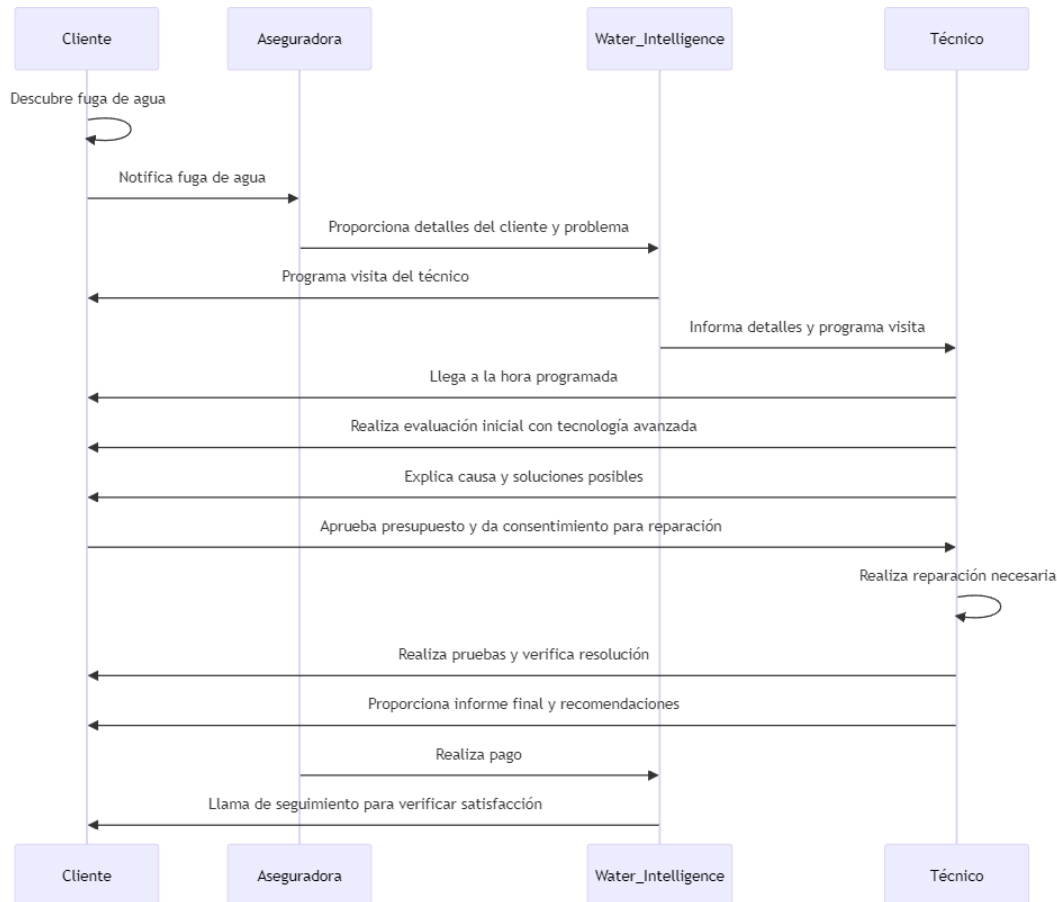 Cliente
Aseguradora
Water_Intelligence
Técnico
Descubre fuga de agua
Notifica fuga de agua
Proporciona detalles del cliente y problema
Programa visita del técnico
Informa detalles y programa visita
Llega a la hora programada
Realiza evaluación inicial con tecnología avanzada
Explica causa y soluciones posibles
Aprueba presupuesto y da consentimiento para reparación
Realiza reparación necesaria
Realiza pruebas y verifica resolución
Proporciona informe final y recomendaciones
Realiza pago
Llama de seguimiento para verificar satisfacción
Cliente
Aseguradora
Water_Intelligence
Técnico